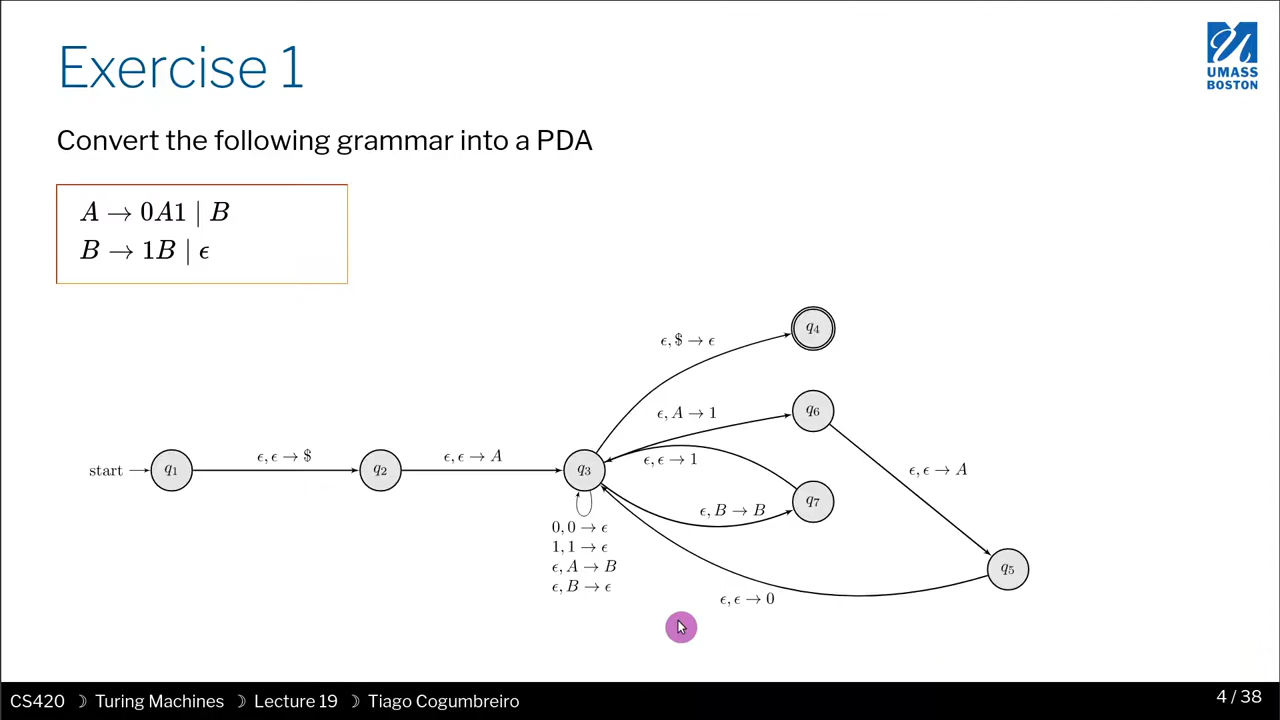 Exercise 1
UMASS
BOSTON
Convert the following grammar into a PDA
A → 0A1 | B
B → 1B | ϵ
q4
ϵ, $ → ϵ
ϵ, A → 1
q6
start
q1
ϵ, ϵ → $
q2
ϵ, ϵ → A
q3
ϵ, ϵ → 1
ϵ, ϵ → A
ϵ, B → B
q7
0, 0 → ϵ
1, 1 → ϵ
ϵ, A → B
ϵ, B → ϵ
q5
ϵ, ϵ → 0
CS420 ☽ Turing Machines ☽ Lecture 19 ☽ Tiago Cogumbreiro
4 / 38